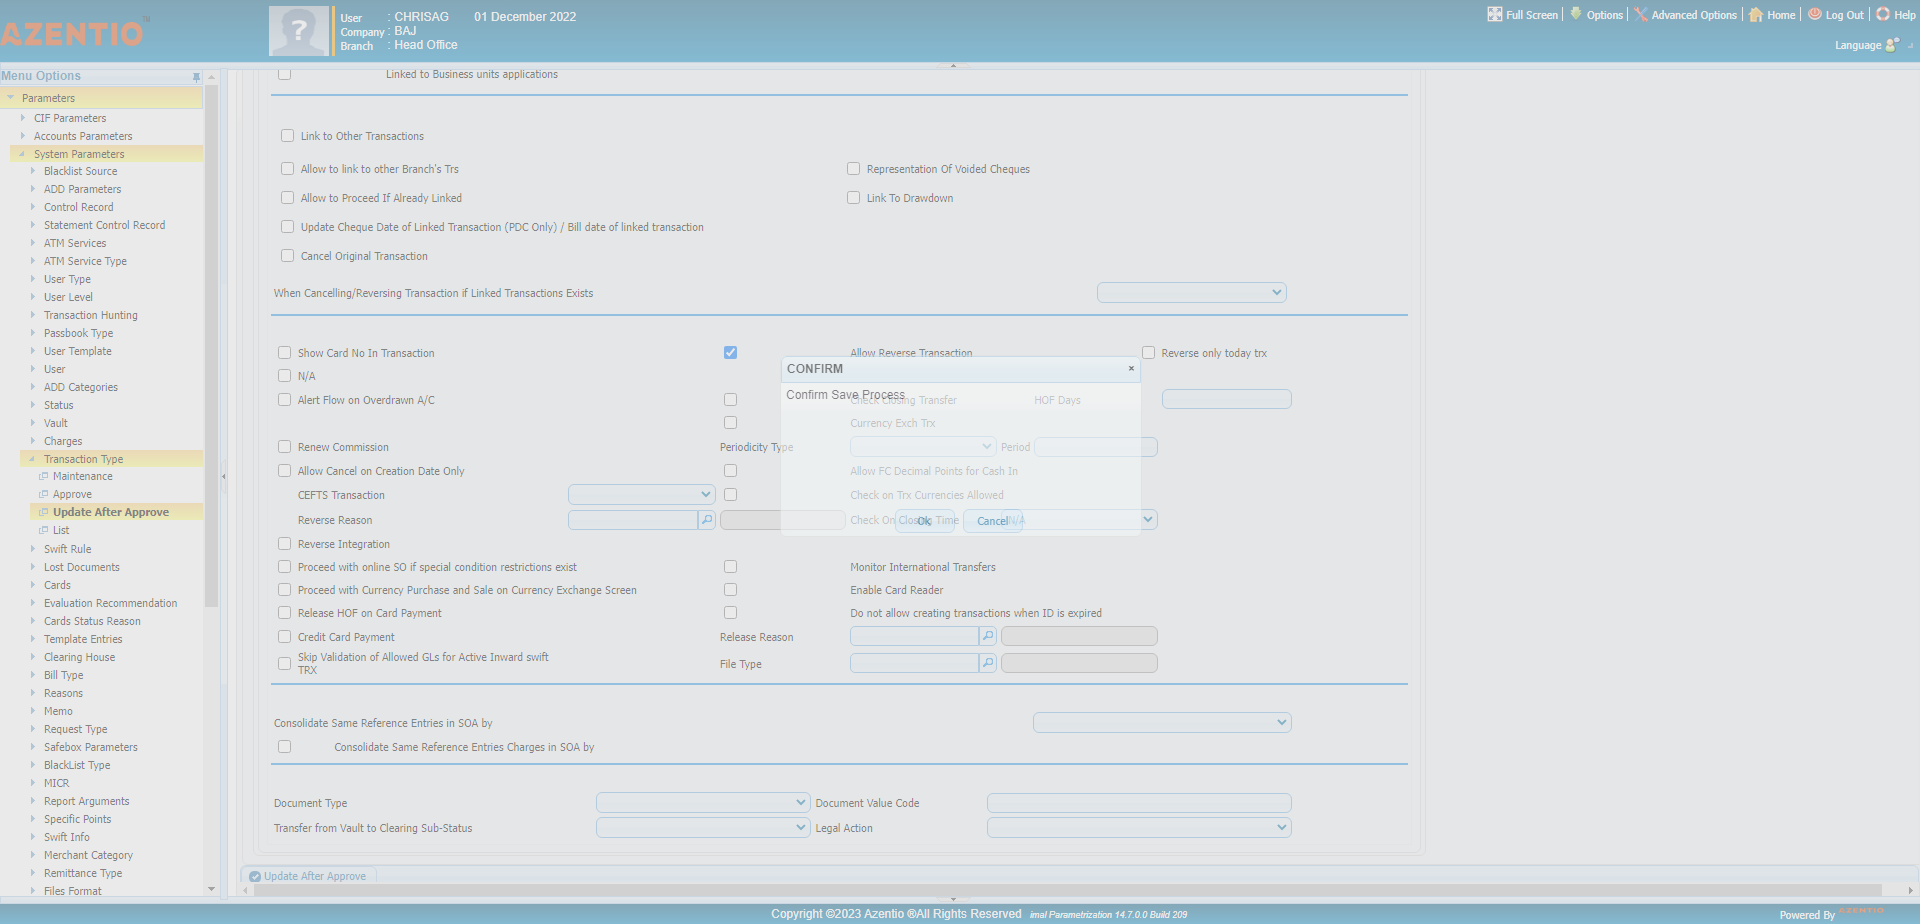 AZENTIO
User : CHRISAG 01 December 2022
Company : BAJ
Branch : Head Office
Full Screen Options Advanced Options Home Log Out Help
Language
Menu Options
Parameters
CIF Parameters
Accounts Parameters
System Parameters
Blacklist Source
ADD Parameters
Control Record
Statement Control Record
ATM Services
ATM Service Type
User Type
User Level
Transaction Hunting
Passbook Type
User Template
User
ADD Categories
Status
Vault
Charges
Transaction Type
Maintenance
Approve
Update After Approve
List
Swift Rule
Lost Documents
Cards
Evaluation Recommendation
Cards Status Reason
Template Entries
Clearing House
Bill Type
Reasons
Memo
Request Type
Safebox Parameters
BlackList Type
MICR
Report Arguments
Specific Points
Swift Info
Merchant Category
Remittance Type
Files Format
Linked to Business units applications
Link to Other Transactions
Allow to link to other Branch's Trs Representation Of Voided Cheques
Allow to Proceed If Already Linked Link To Drawdown
Update Cheque Date of Linked Transaction (PDC Only) / Bill date of linked transaction
Cancel Original Transaction
When Cancelling/Reversing Transaction if Linked Transactions Exists
Show Card No In Transaction Allow Reverse Transaction Reverse only today trx
N/A
Alert Flow on Overdrawn A/C Check Closing Transfer HOF Days
Currency Exch Trx
Renew Commission Periodicity Type Period
Allow Cancel on Creation Date Only Allow FC Decimal Points for Cash In
CEFTS Transaction Check on Trx Currencies Allowed
Reverse Reason Check On Closing Time N/A
Reverse Integration
Proceed with online SO if special condition restrictions exist Monitor International Transfers
Proceed with Currency Purchase and Sale on Currency Exchange Screen Enable Card Reader
Release HOF on Card Payment Do not allow creating transactions when ID is expired
Credit Card Payment Release Reason
Skip Validation of Allowed GLs for Active Inward swift
TRX File Type
Consolidate Same Reference Entries in SOA by
Consolidate Same Reference Entries Charges in SOA by
Document Type Document Value Code
Transfer from Vault to Clearing Sub-Status Legal Action
CONFIRM
Confirm Save Process
Ok Cancel
Update After Approve
Copyright ©2023 Azentio ®All Rights Reserved imal Parametrization 14.7.0.0 Build 209
Powered By AZENTIO